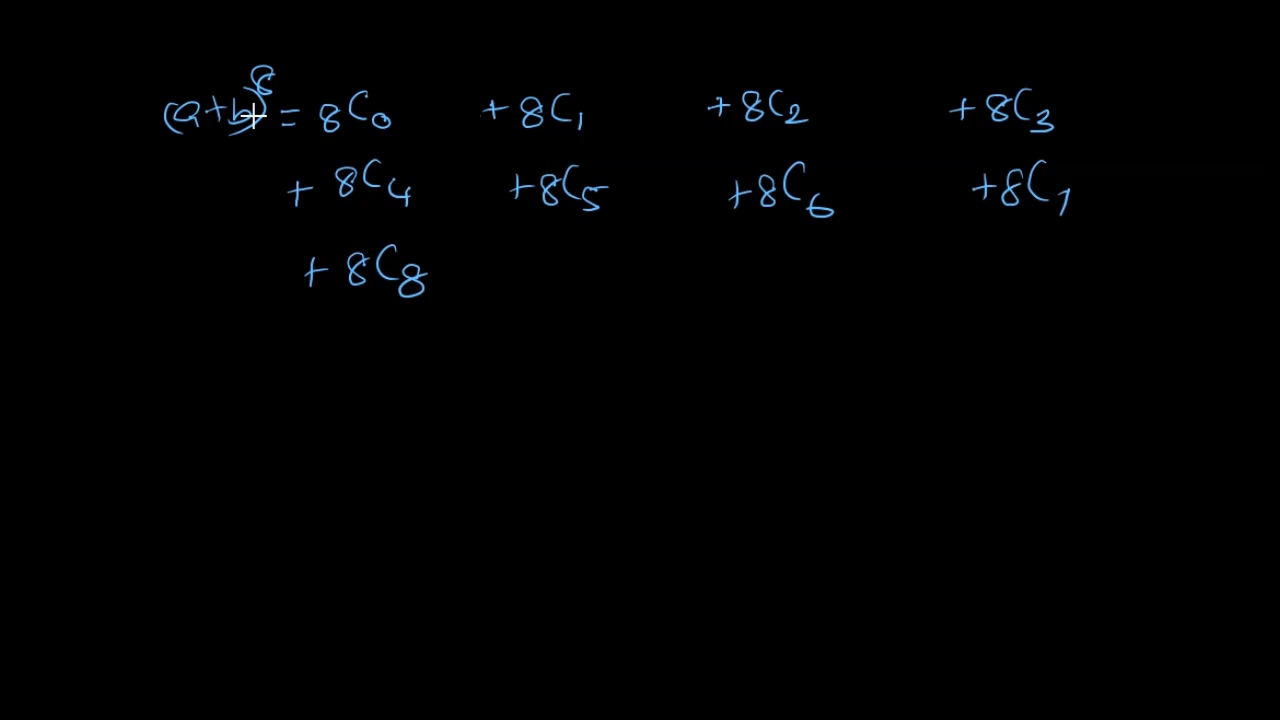 (a+b)⁸ = 8C₀ + 8C₁ + 8C₂ + 8C₃
+ 8C₄ + 8C₅ + 8C₆ + 8C₇
+ 8C₈